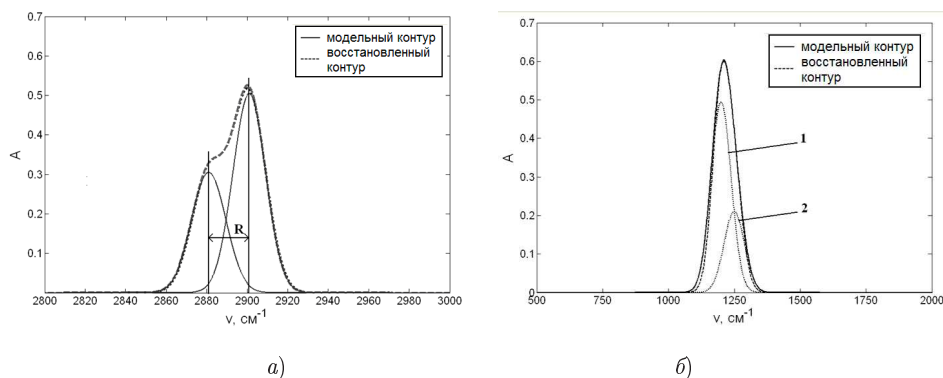 модельный контур
восстановленный
контур
0.7
0.6
0.5
0.4
0.3
0.2
0.1
A
R
2800 2820 2840 2860 2880 2900 2920 2940 2960 2980 3000
ν, см⁻¹
а)
модельный контур
восстановленный
контур
0.7
0.6
0.5
0.4
0.3
0.2
0.1
0
A
1
2
500 750 1000 1250 1500 1750 2000
ν, см⁻¹
б)